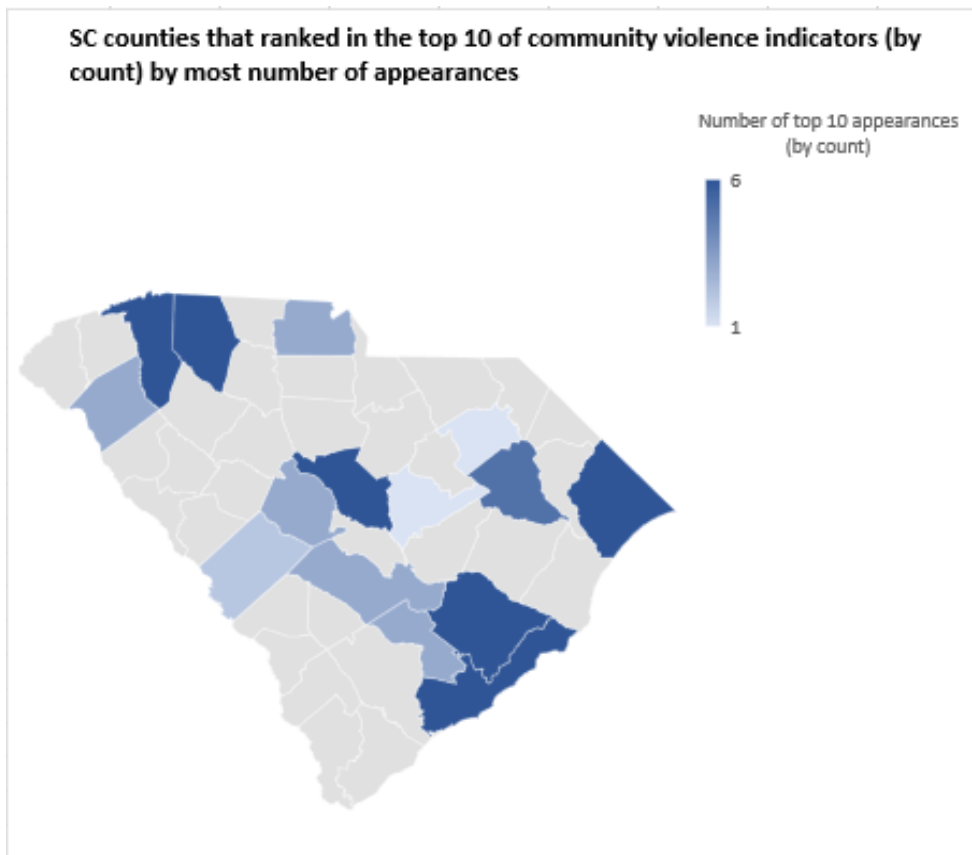 SC counties that ranked in the top 10 of community violence indicators (by
count) by most number of appearances
Number of top 10 appearances
(by count)
6
1